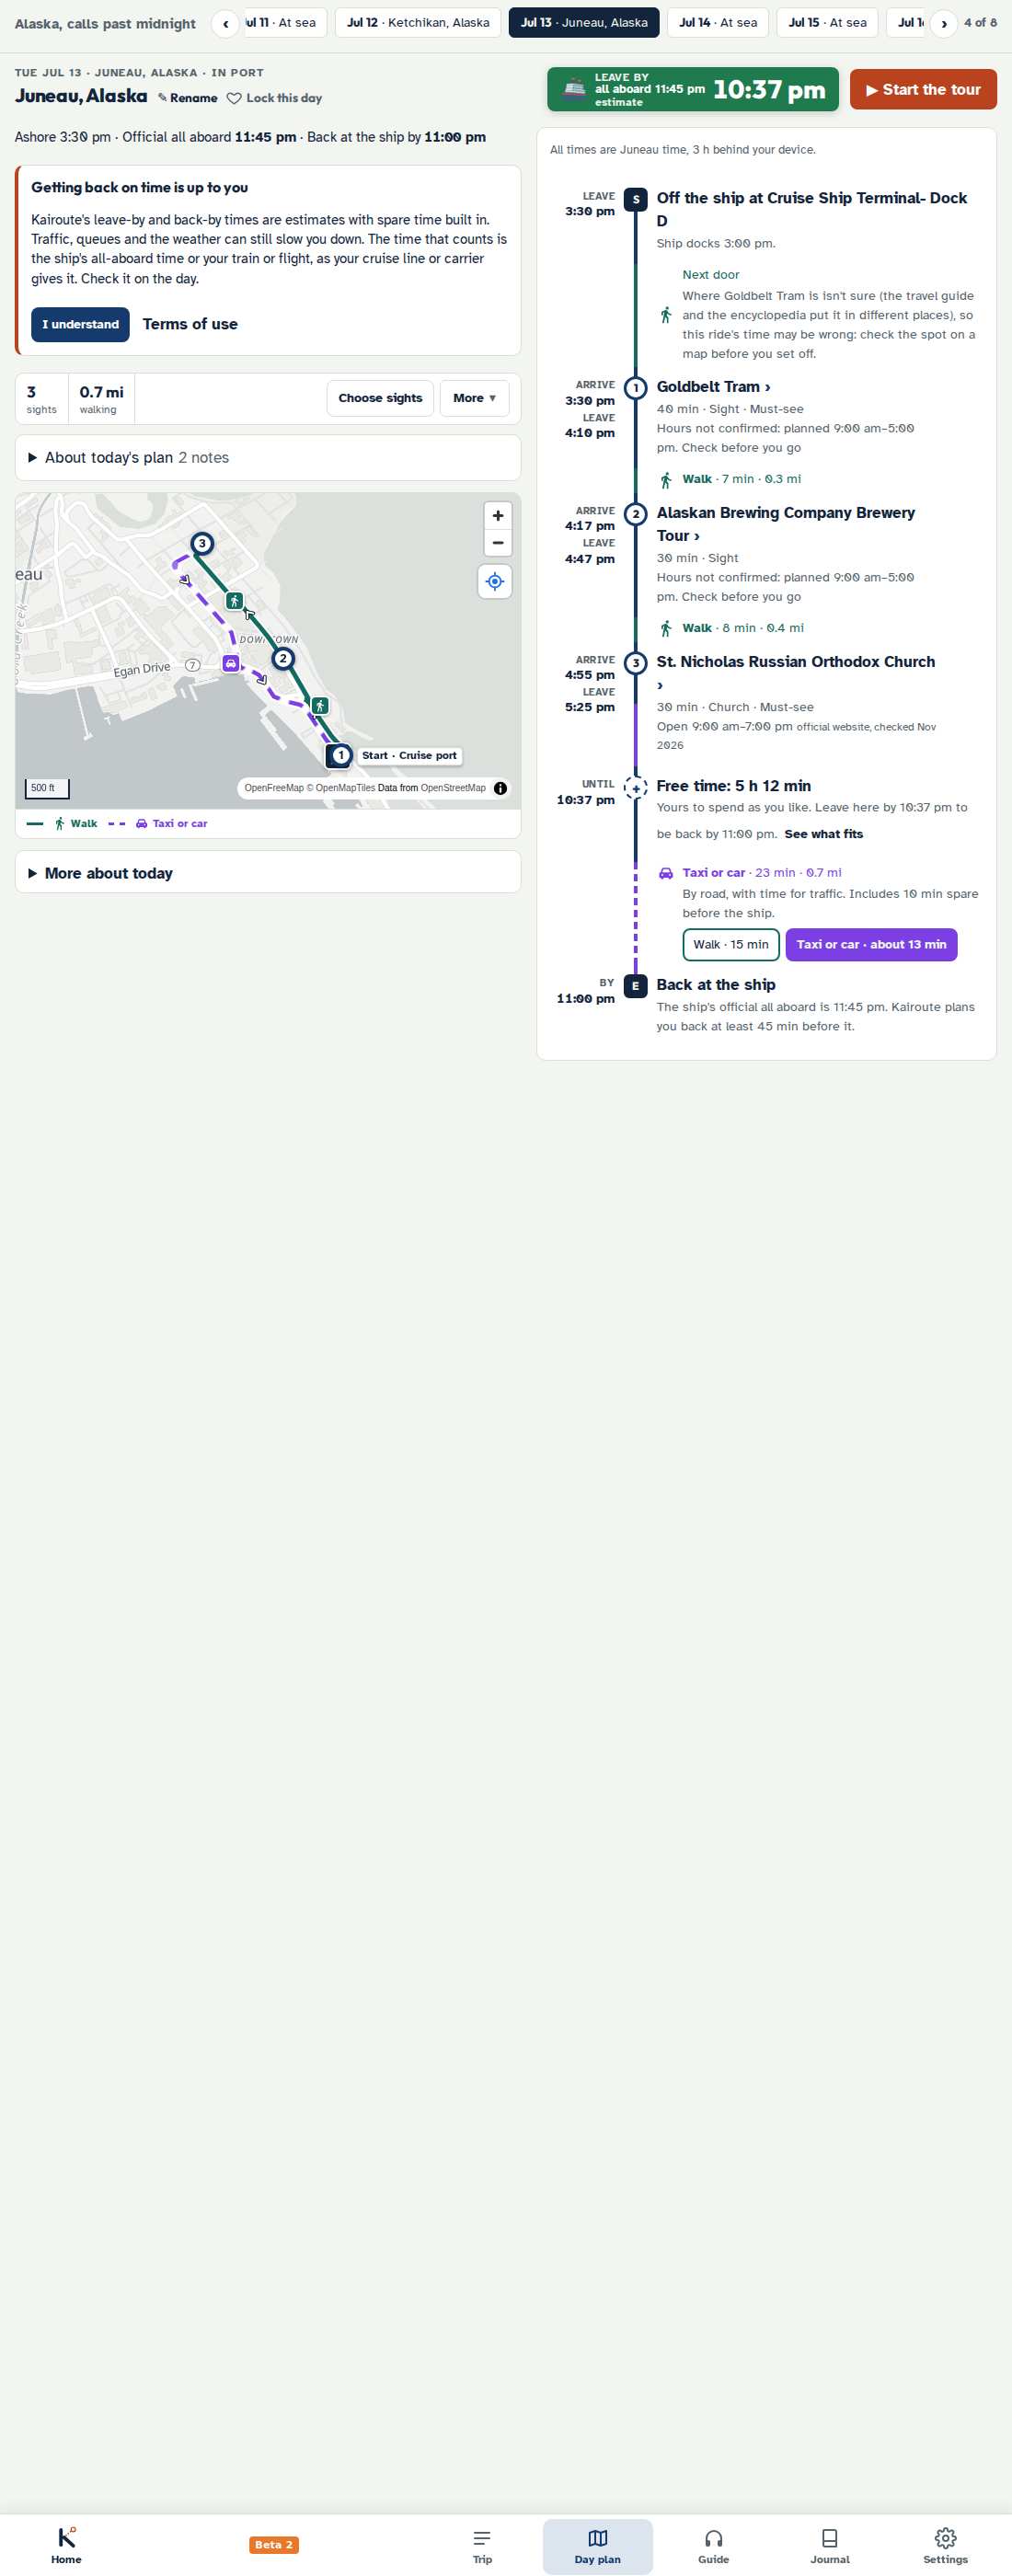 Alaska, calls past midnight
‹
Jul 11 · At sea
Jul 12 · Ketchikan, Alaska
Jul 13 · Juneau, Alaska
Jul 14 · At sea
Jul 15 · At sea
›
4 of 8
TUE JUL 13 · JUNEAU, ALASKA · IN PORT
Juneau, Alaska ✎ Rename Lock this day
LEAVE BY
all aboard 11:45 pm
estimate
10:37 pm
▶ Start the tour
Ashore 3:30 pm · Official all aboard 11:45 pm · Back at the ship by 11:00 pm
Getting back on time is up to you
Kairoute's leave-by and back-by times are estimates with spare time built in.
Traffic, queues and the weather can still slow you down. The time that counts is
the ship's all-aboard time or your train or flight, as your cruise line or carrier
gives it. Check it on the day.
I understand
Terms of use
3
sights
0.7 mi
walking
Choose sights
More ▼
▶ About today's plan 2 notes
eau
3
DOWNTOWN
2
Egan Drive
7
1
Start · Cruise port
+
−
500 ft
OpenFreeMap © OpenMapTiles Data from OpenStreetMap
Walk
Taxi or car
▶ More about today
All times are Juneau time, 3 h behind your device.
LEAVE
3:30 pm
S
Off the ship at Cruise Ship Terminal- Dock
D
Ship docks 3:00 pm.
Next door
Where Goldbelt Tram is isn't sure (the travel guide
and the encyclopedia put it in different places), so
this ride's time may be wrong: check the spot on a
map before you set off.
ARRIVE
3:30 pm
LEAVE
4:10 pm
1
Goldbelt Tram ›
40 min · Sight · Must-see
Hours not confirmed: planned 9:00 am–5:00
pm. Check before you go
Walk · 7 min · 0.3 mi
ARRIVE
4:17 pm
LEAVE
4:47 pm
2
Alaskan Brewing Company Brewery
Tour ›
30 min · Sight
Hours not confirmed: planned 9:00 am–5:00
pm. Check before you go
Walk · 8 min · 0.4 mi
ARRIVE
4:55 pm
LEAVE
5:25 pm
3
St. Nicholas Russian Orthodox Church
›
30 min · Church · Must-see
Open 9:00 am–7:00 pm official website, checked Nov
2026
UNTIL
10:37 pm
+
Free time: 5 h 12 min
Yours to spend as you like. Leave here by 10:37 pm to
be back by 11:00 pm. See what fits
Taxi or car · 23 min · 0.7 mi
By road, with time for traffic. Includes 10 min spare
before the ship.
Walk · 15 min
Taxi or car · about 13 min
BY
11:00 pm
E
Back at the ship
The ship's official all aboard is 11:45 pm. Kairoute plans
you back at least 45 min before it.
Home
Beta 2
Trip
Day plan
Guide
Journal
Settings